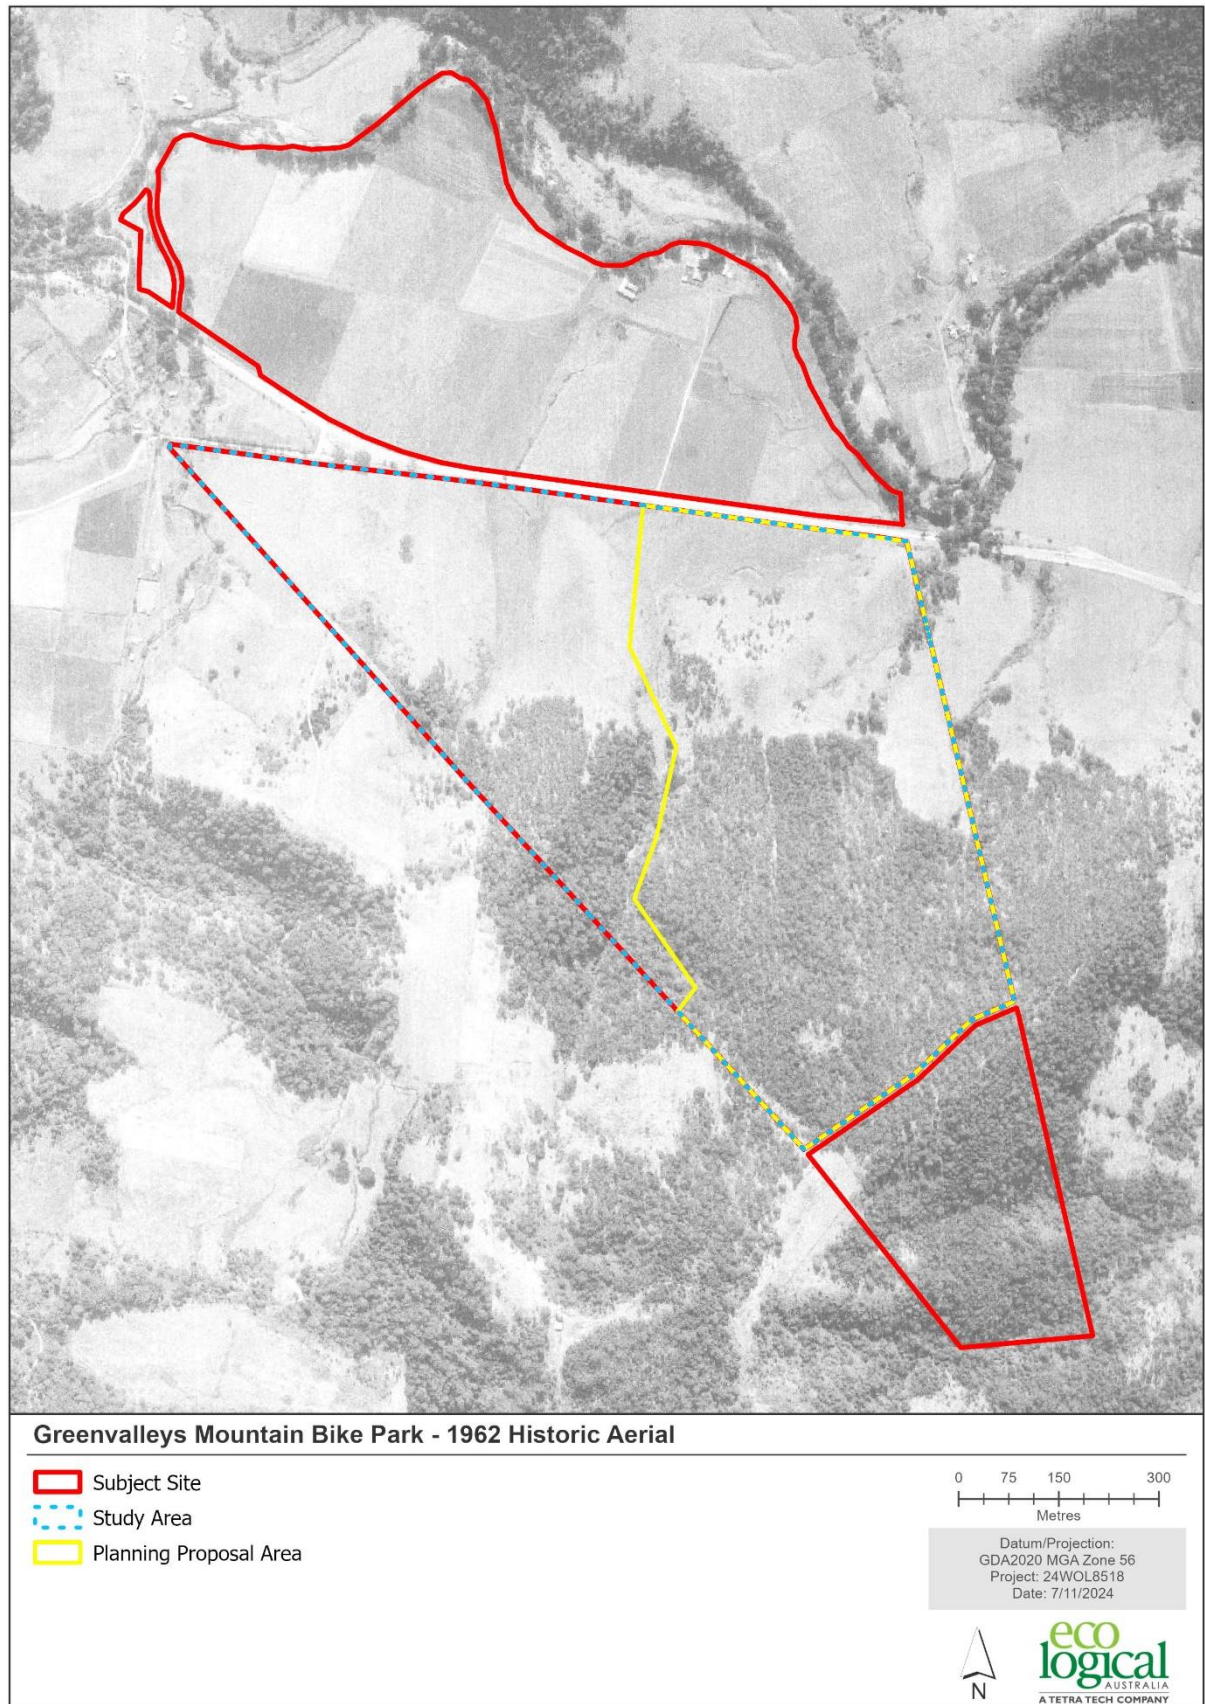 Greenvalleys Mountain Bike Park - 1962 Historic Aerial
Subject Site
Study Area
Planning Proposal Area
0 75 150 300
Metres
Datum/Projection:
GDA2020 MGA Zone 56
Project: 24WOL8518
Date: 7/11/2024
N
eco
logical
AUSTRALIA
A TETRA TECH COMPANY